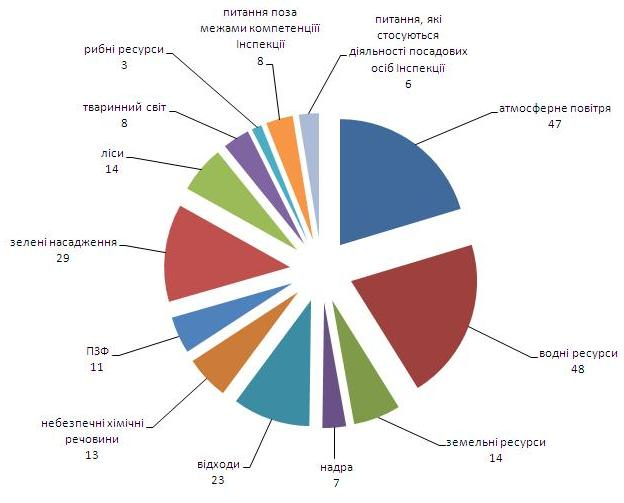 питання поза
межами компетенціїї
Інспекції
8
питання, які
стосуються
діяльності посадових
осіб Інспекції
6
атмосферне повітря
47
водні ресурси
48
земельні ресурси
14
надра
7
відходи
23
небезпечні хімічні
речовини
13
ПЗФ
11
зелені насадження
29
ліси
14
тваринний світ
8
рибні ресурси
3